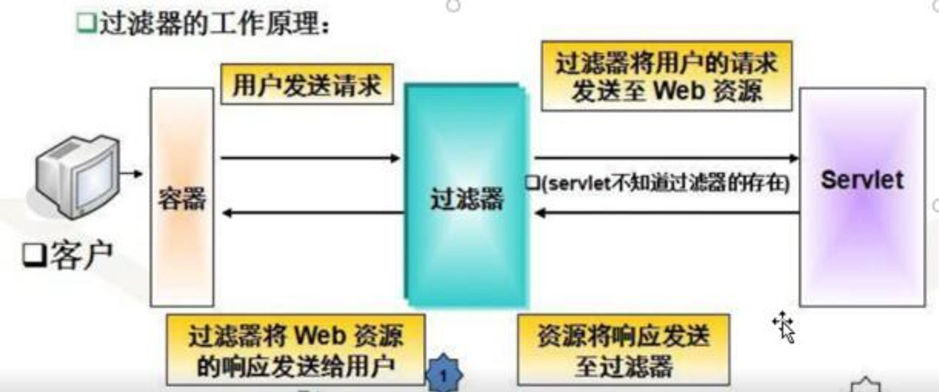 ❑过滤器的工作原理：
用户发送请求
过滤器将用户的请求
发送至 Web 资源
容器
过滤器
❑(servlet不知道过滤器的存在)
Servlet
❑客户
过滤器将 Web 资源
的响应发送给用户
1
资源将响应发送
至过滤器